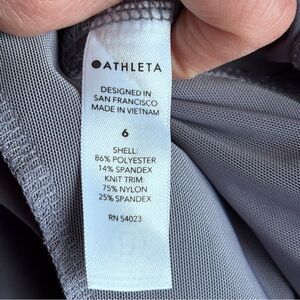 ATHLETA
DESIGNED IN
SAN FRANCISCO
MADE IN VIETNAM
6
SHELL:
86% POLYESTER
14% SPANDEX
KNIT TRIM:
75% NYLON
25% SPANDEX
RN 54023